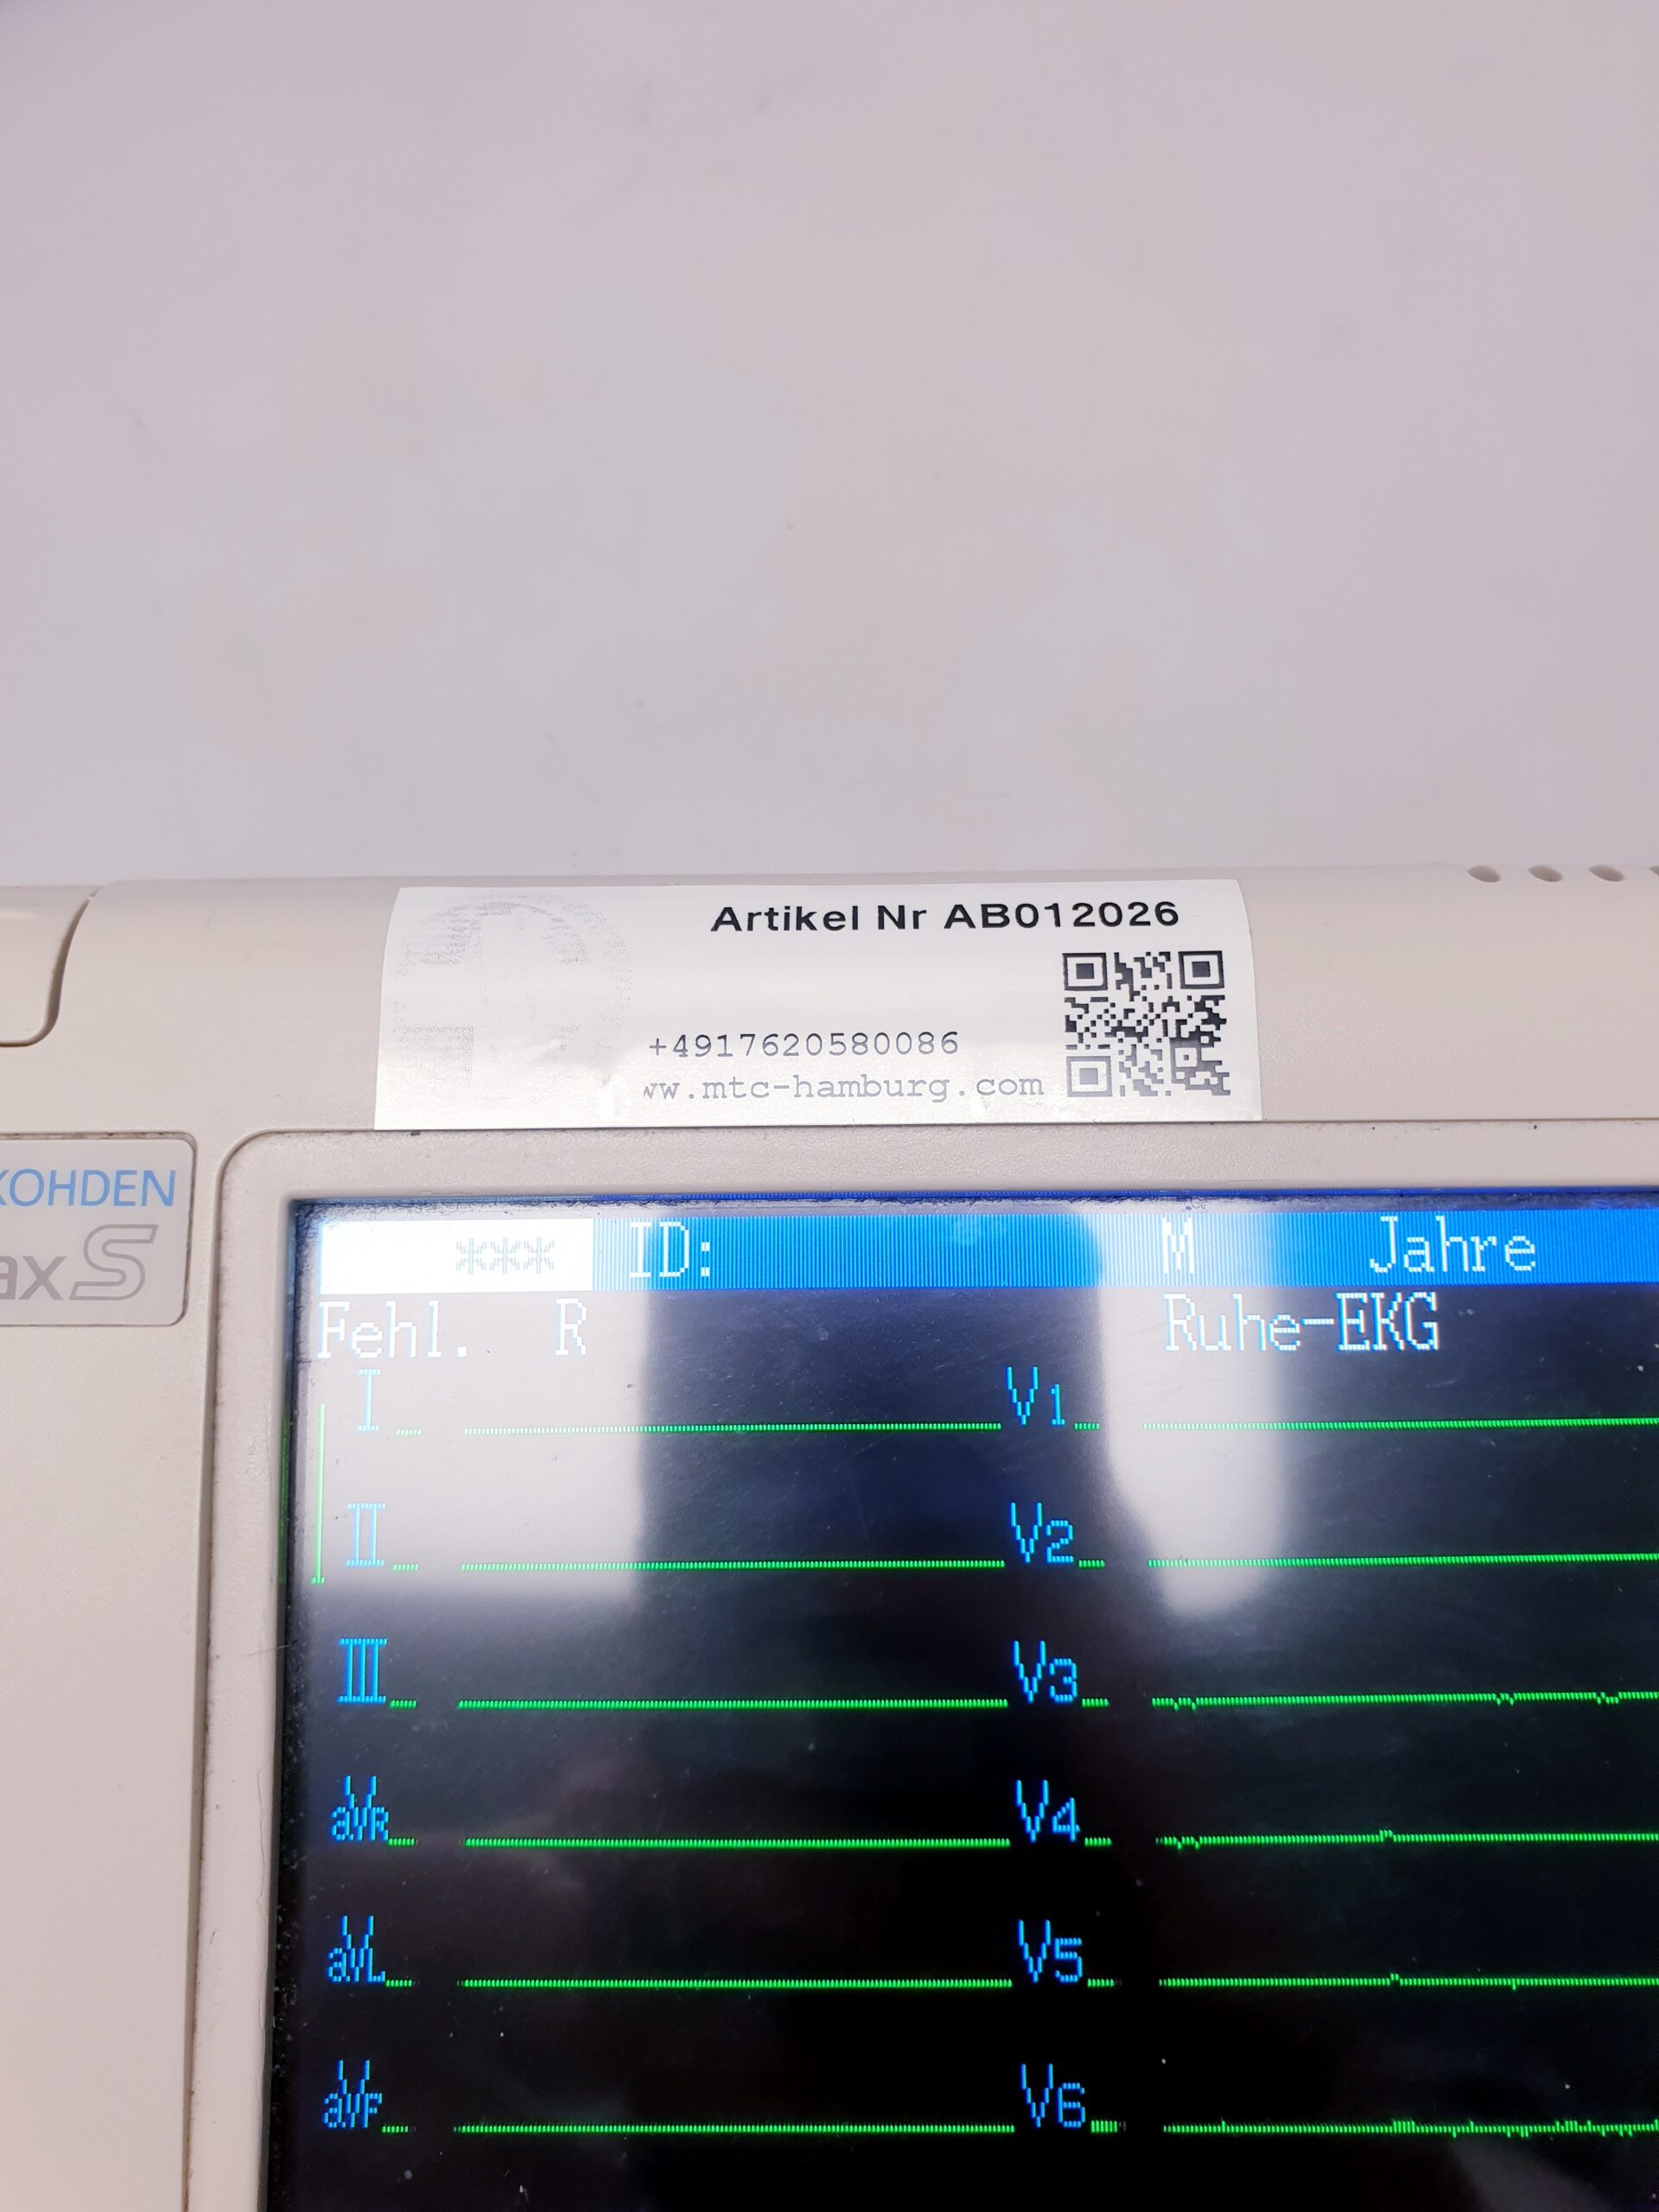 Artikel Nr AB012026
+4917620580086
ww.mtc-hamburg.com
KOHDEN
ax S
*** ID: M Jahre
Fehl. R Ruhe-EKG
I V1
II V2
III V3
aVR V4
aVL V5
aVF V6